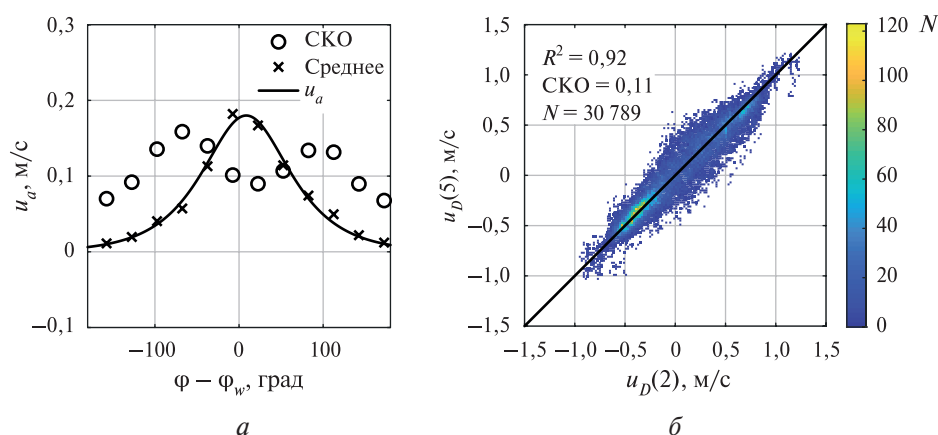 0,3
0,2
0,1
0
−0,1
−100
0
100
u_a, м/с
φ − φ_w, град
СКО
Среднее
u_a
а
R² = 0,92
СКО = 0,11
N = 30 789
1,5
1,0
0,5
0
−0,5
−1,0
−1,5
−1,5
−1,0
−0,5
0
0,5
1,0
1,5
u_D(5), м/с
u_D(2), м/с
120
N
100
80
60
40
20
0
б